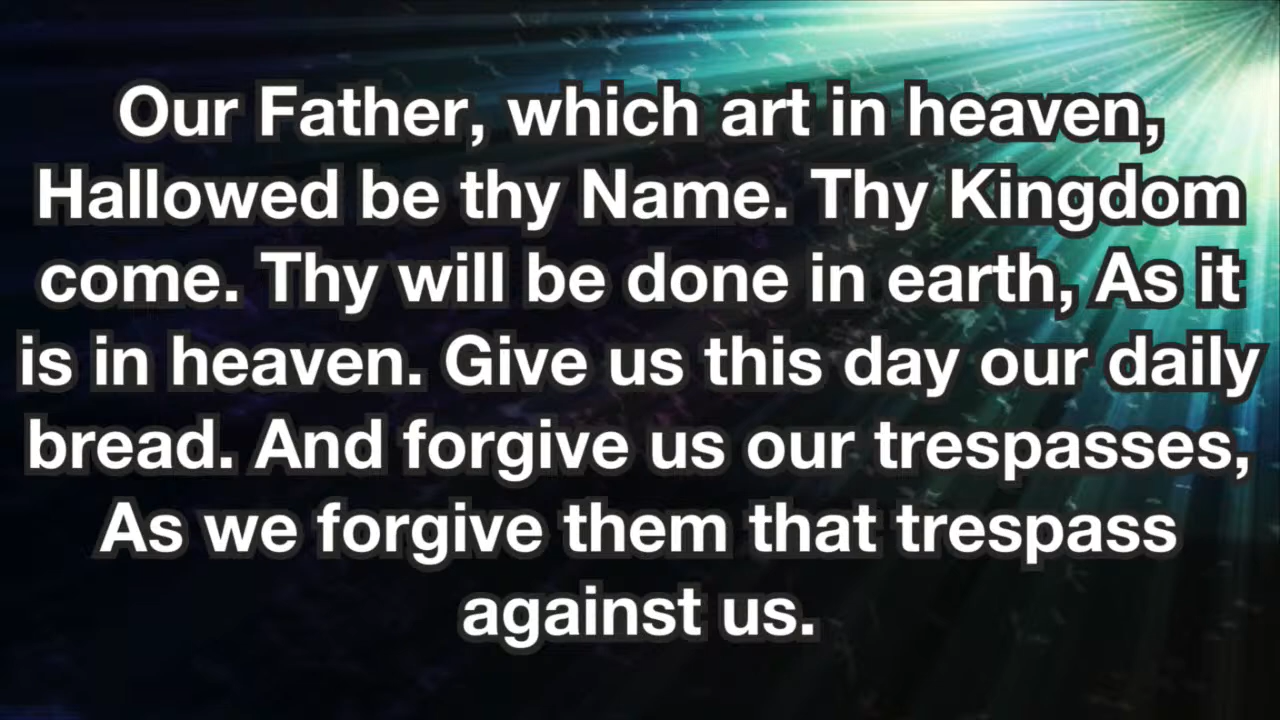 Our Father, which art in heaven,
Hallowed be thy Name. Thy Kingdom
come. Thy will be done in earth, As it
is in heaven. Give us this day our daily
bread. And forgive us our trespasses,
As we forgive them that trespass
against us.